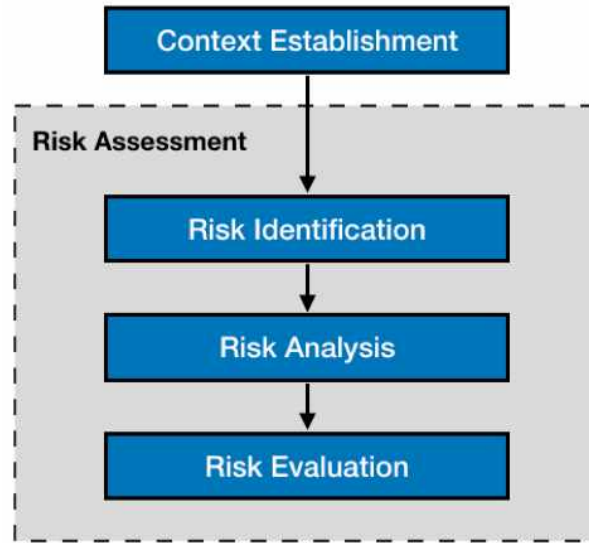 Context Establishment
Risk Assessment
Risk Identification
Risk Analysis
Risk Evaluation